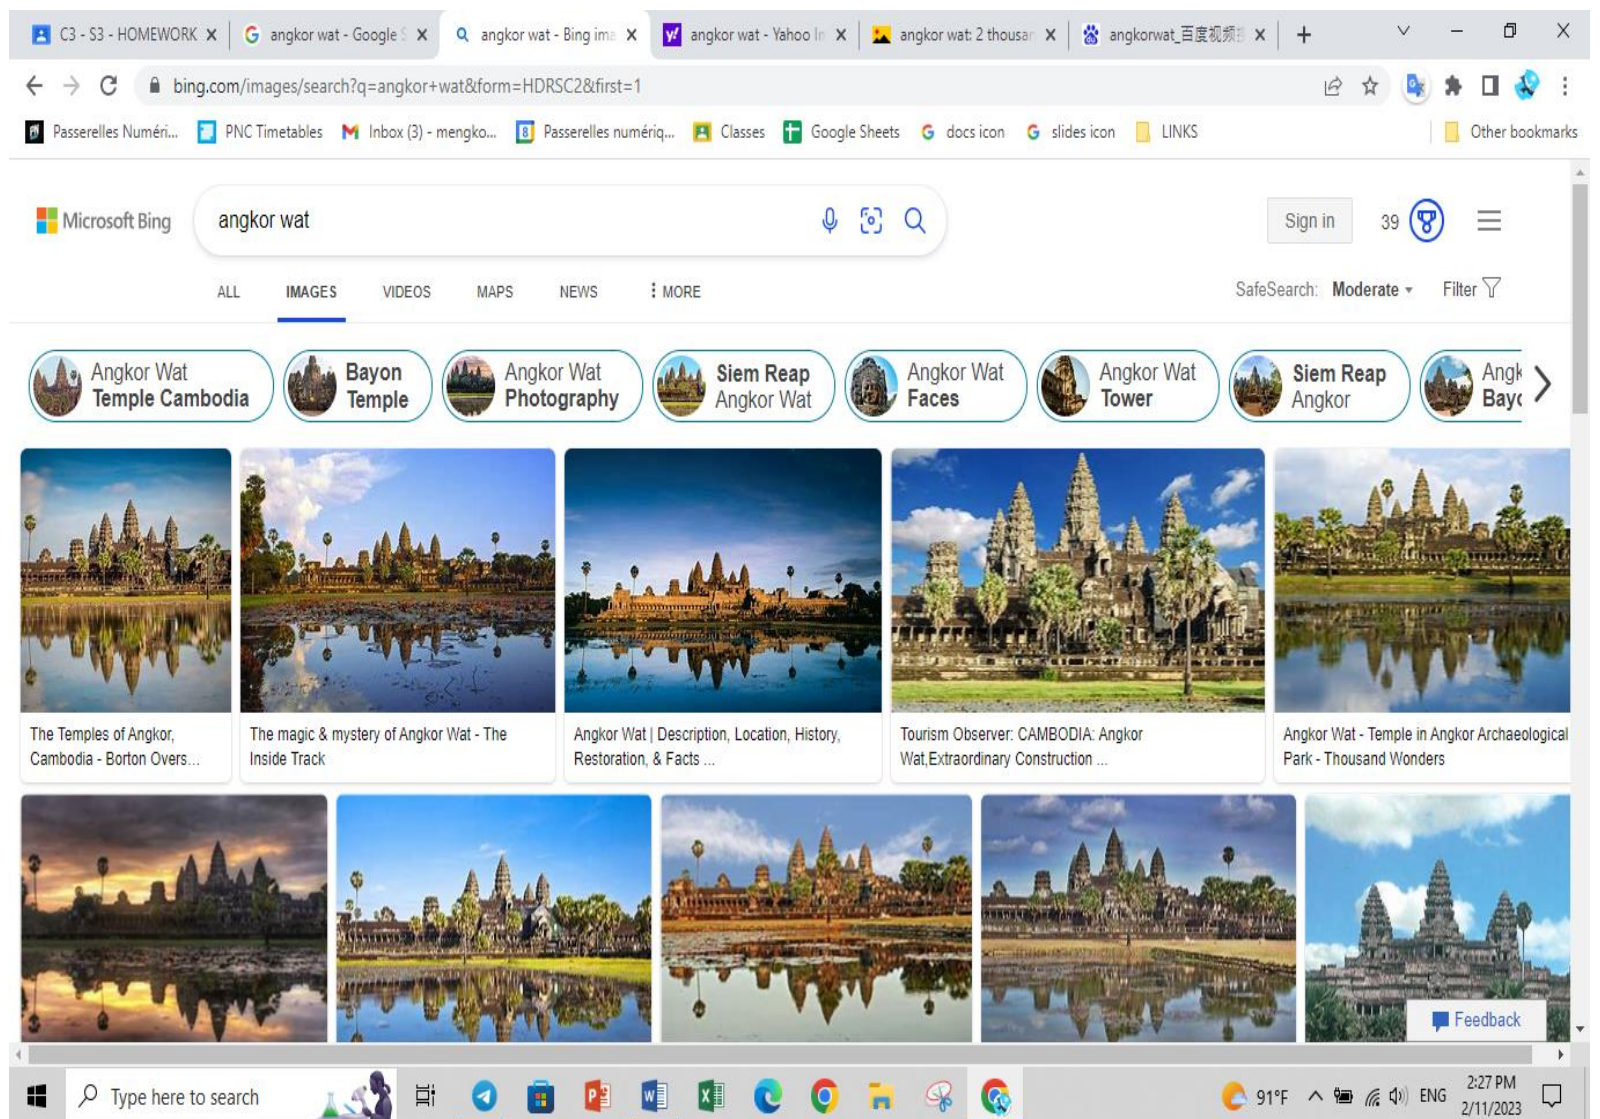 C3 - S3 - HOMEWORK
angkor wat - Google S
angkor wat - Bing ima
angkor wat - Yahoo In
angkor wat: 2 thousan
angkorwat_百度视频
bing.com/images/search?q=angkor+wat&form=HDRSC2&first=1
Passerelles Numéri...
PNC Timetables
Inbox (3) - mengko...
Passerelles numériq...
Classes
Google Sheets
docs icon
slides icon
LINKS
Other bookmarks
Microsoft Bing
angkor wat
Sign in
39
ALL
IMAGES
VIDEOS
MAPS
NEWS
MORE
SafeSearch: Moderate
Filter
Angkor Wat
Temple Cambodia
Bayon
Temple
Angkor Wat
Photography
Siem Reap
Angkor Wat
Angkor Wat
Faces
Angkor Wat
Tower
Siem Reap
Angkor
Angk
Bayo
The Temples of Angkor,
Cambodia - Borton Overs...
The magic & mystery of Angkor Wat - The
Inside Track
Angkor Wat | Description, Location, History,
Restoration, & Facts ...
Tourism Observer: CAMBODIA: Angkor
Wat,Extraordinary Construction ...
Angkor Wat - Temple in Angkor Archaeological
Park - Thousand Wonders
Feedback
Type here to search
91°F
ENG
2:27 PM
2/11/2023